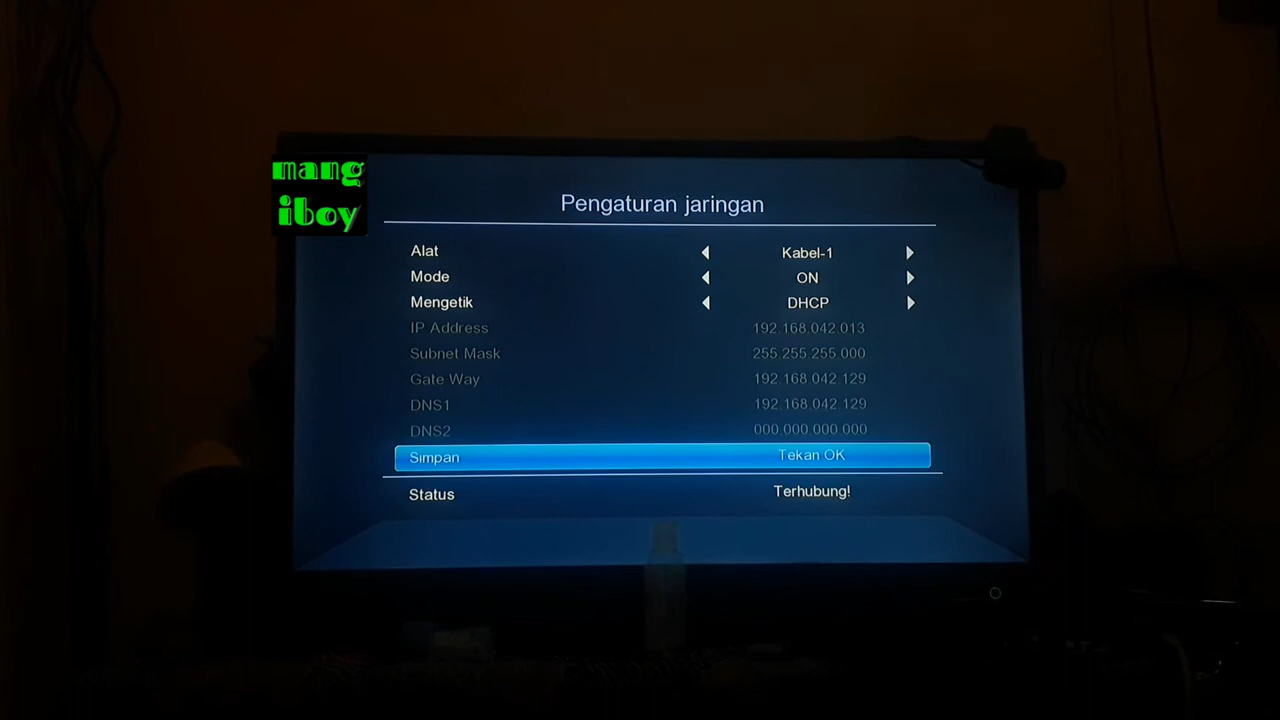 mang
iboy
Pengaturan jaringan
Alat Kabel-1
Mode ON
Mengetik DHCP
IP Address 192.168.042.013
Subnet Mask 255.255.255.000
Gate Way 192.168.042.129
DNS1 192.168.042.129
DNS2 000.000.000.000
Simpan Tekan OK
Status Terhubung!